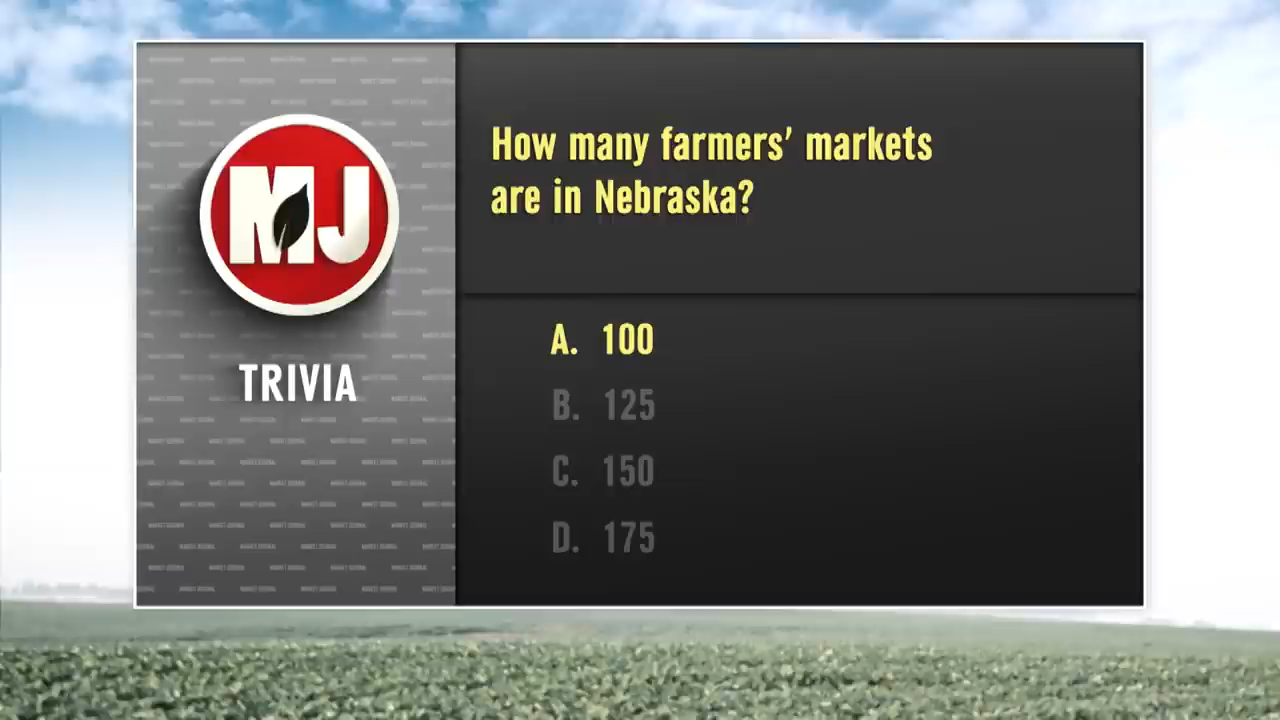 MJ
TRIVIA
How many farmers' markets
are in Nebraska?
A. 100
B. 125
C. 150
D. 175